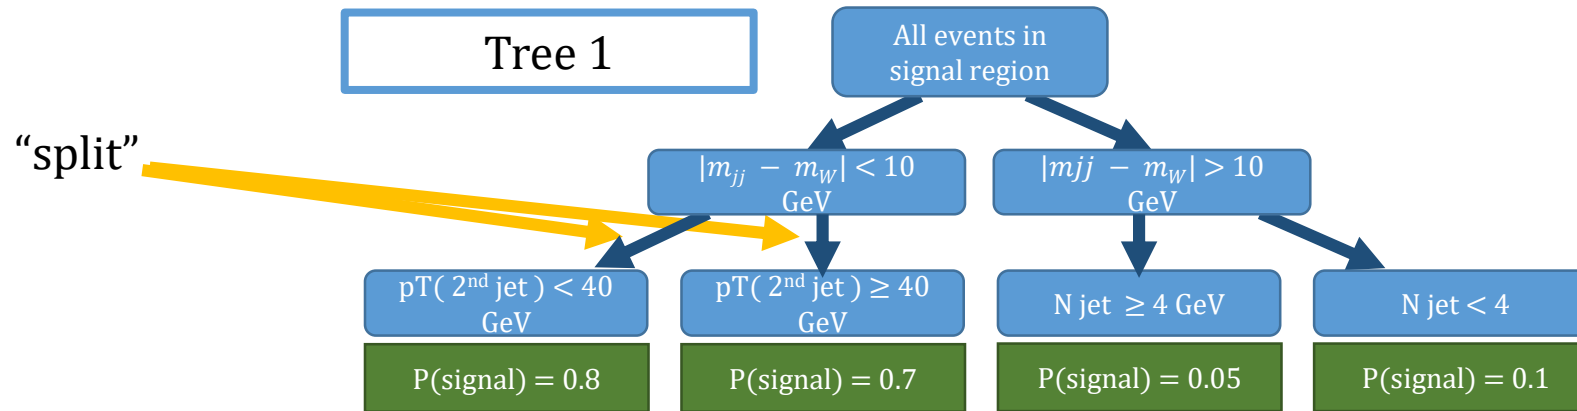 Tree 1
All events in
signal region
“split”
|m_jj − m_W| < 10
GeV
|mjj − m_W| > 10
GeV
pT( 2nd jet ) < 40
GeV
pT( 2nd jet ) ≥ 40
GeV
N jet ≥ 4 GeV
N jet < 4
P(signal) = 0.8
P(signal) = 0.7
P(signal) = 0.05
P(signal) = 0.1